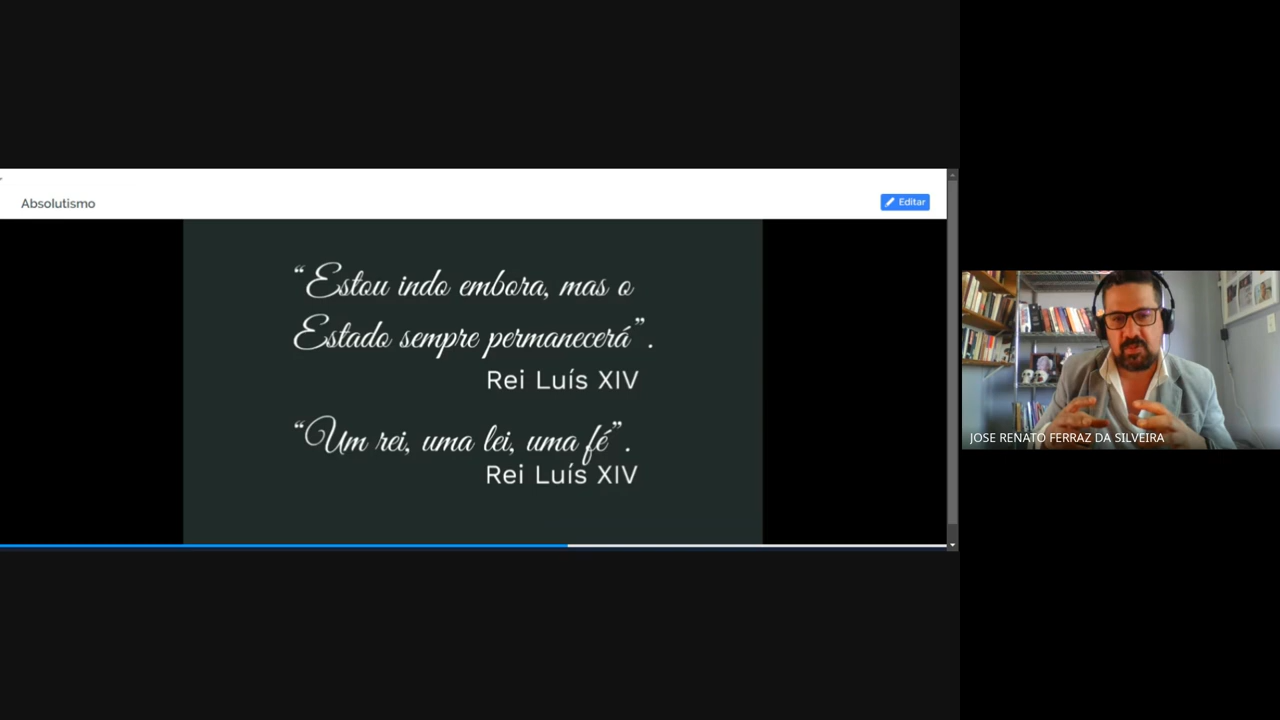 Absolutismo
Editar
“Estou indo embora, mas o
Estado sempre permanecerá”.
Rei Luís XIV
“Um rei, uma lei, uma fé”.
Rei Luís XIV
JOSE RENATO FERRAZ DA SILVEIRA